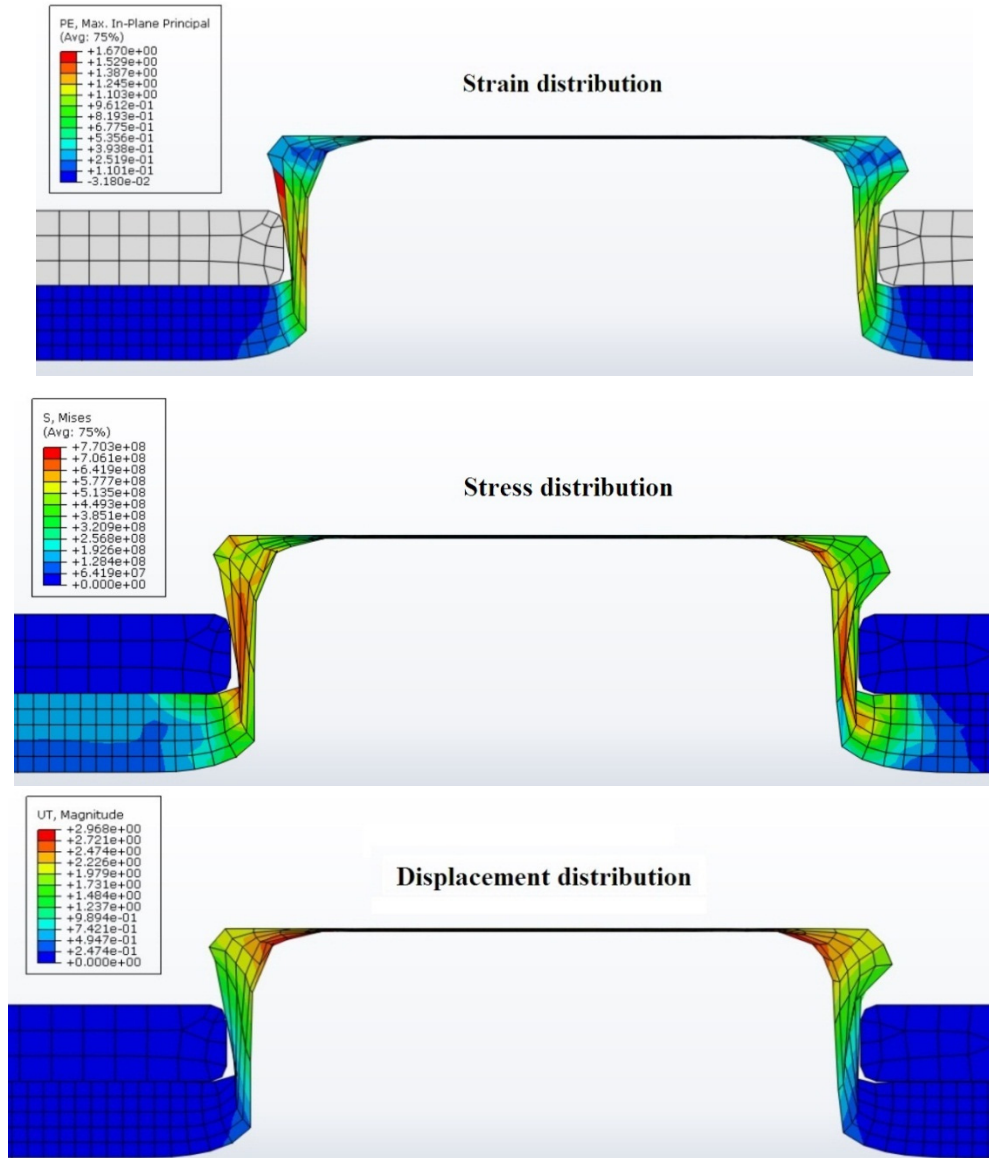 PE, Max. In-Plane Principal
(Avg: 75%)
+1.670e+00
+1.529e+00
+1.387e+00
+1.245e+00
+1.103e+00
+9.612e-01
+8.193e-01
+6.775e-01
+5.356e-01
+3.938e-01
+2.519e-01
+1.101e-01
-3.180e-02
Strain distribution
S, Mises
(Avg: 75%)
+7.703e+08
+7.061e+08
+6.419e+08
+5.777e+08
+5.135e+08
+4.493e+08
+3.851e+08
+3.209e+08
+2.568e+08
+1.926e+08
+1.284e+08
+6.419e+07
+0.000e+00
Stress distribution
UT, Magnitude
+2.968e+00
+2.721e+00
+2.474e+00
+2.226e+00
+1.979e+00
+1.731e+00
+1.484e+00
+1.237e+00
+9.894e-01
+7.421e-01
+4.947e-01
+2.474e-01
+0.000e+00
Displacement distribution